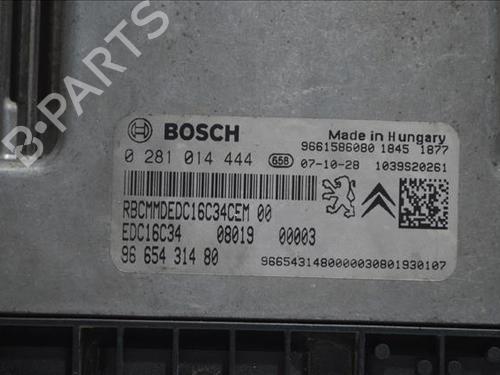 B-PARTS
BOSCH
Made in Hungary
9661586080 1845 1877
0 281 014 444 658 07-10-28 1039S20261
RBCMMDEDC16C34CEM 00
EDC16C34 08019 00003
96 654 314 80
9665431480000030801930107